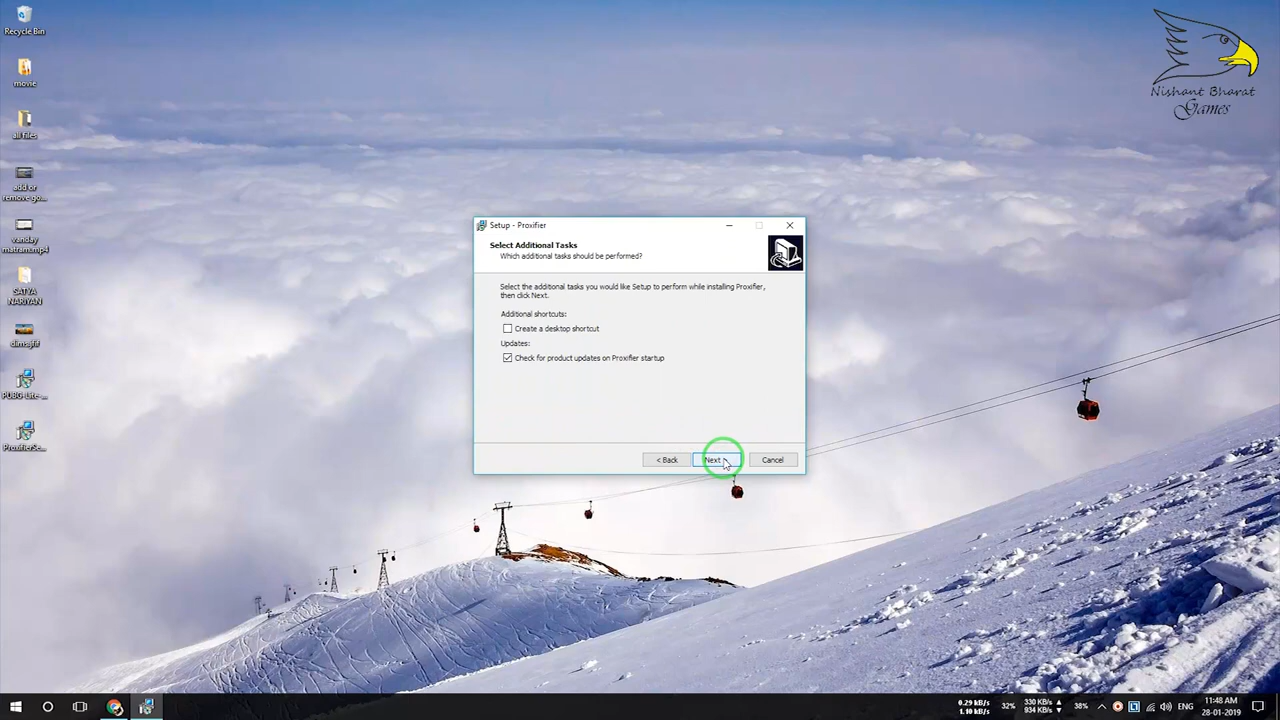 Recycle Bin
movie
all files
add or
remove go...
vanday
matram.mp4
SATYA
NARIYAN
dimsgfif
PUBG-Lite-...
ProxifierSe...
Nishant Bharat
Games
Setup - Proxifier
Select Additional Tasks
Which additional tasks should be performed?
Select the additional tasks you would like Setup to perform while installing Proxifier,
then click Next.
Additional shortcuts:
Create a desktop shortcut
Updates:
Check for product updates on Proxifier startup
< Back
Next
Cancel
0.29 kB/s
1.10 kB/s
32%
330 KB/s
934 KB/s
38%
ENG
11:48 AM
28-01-2019